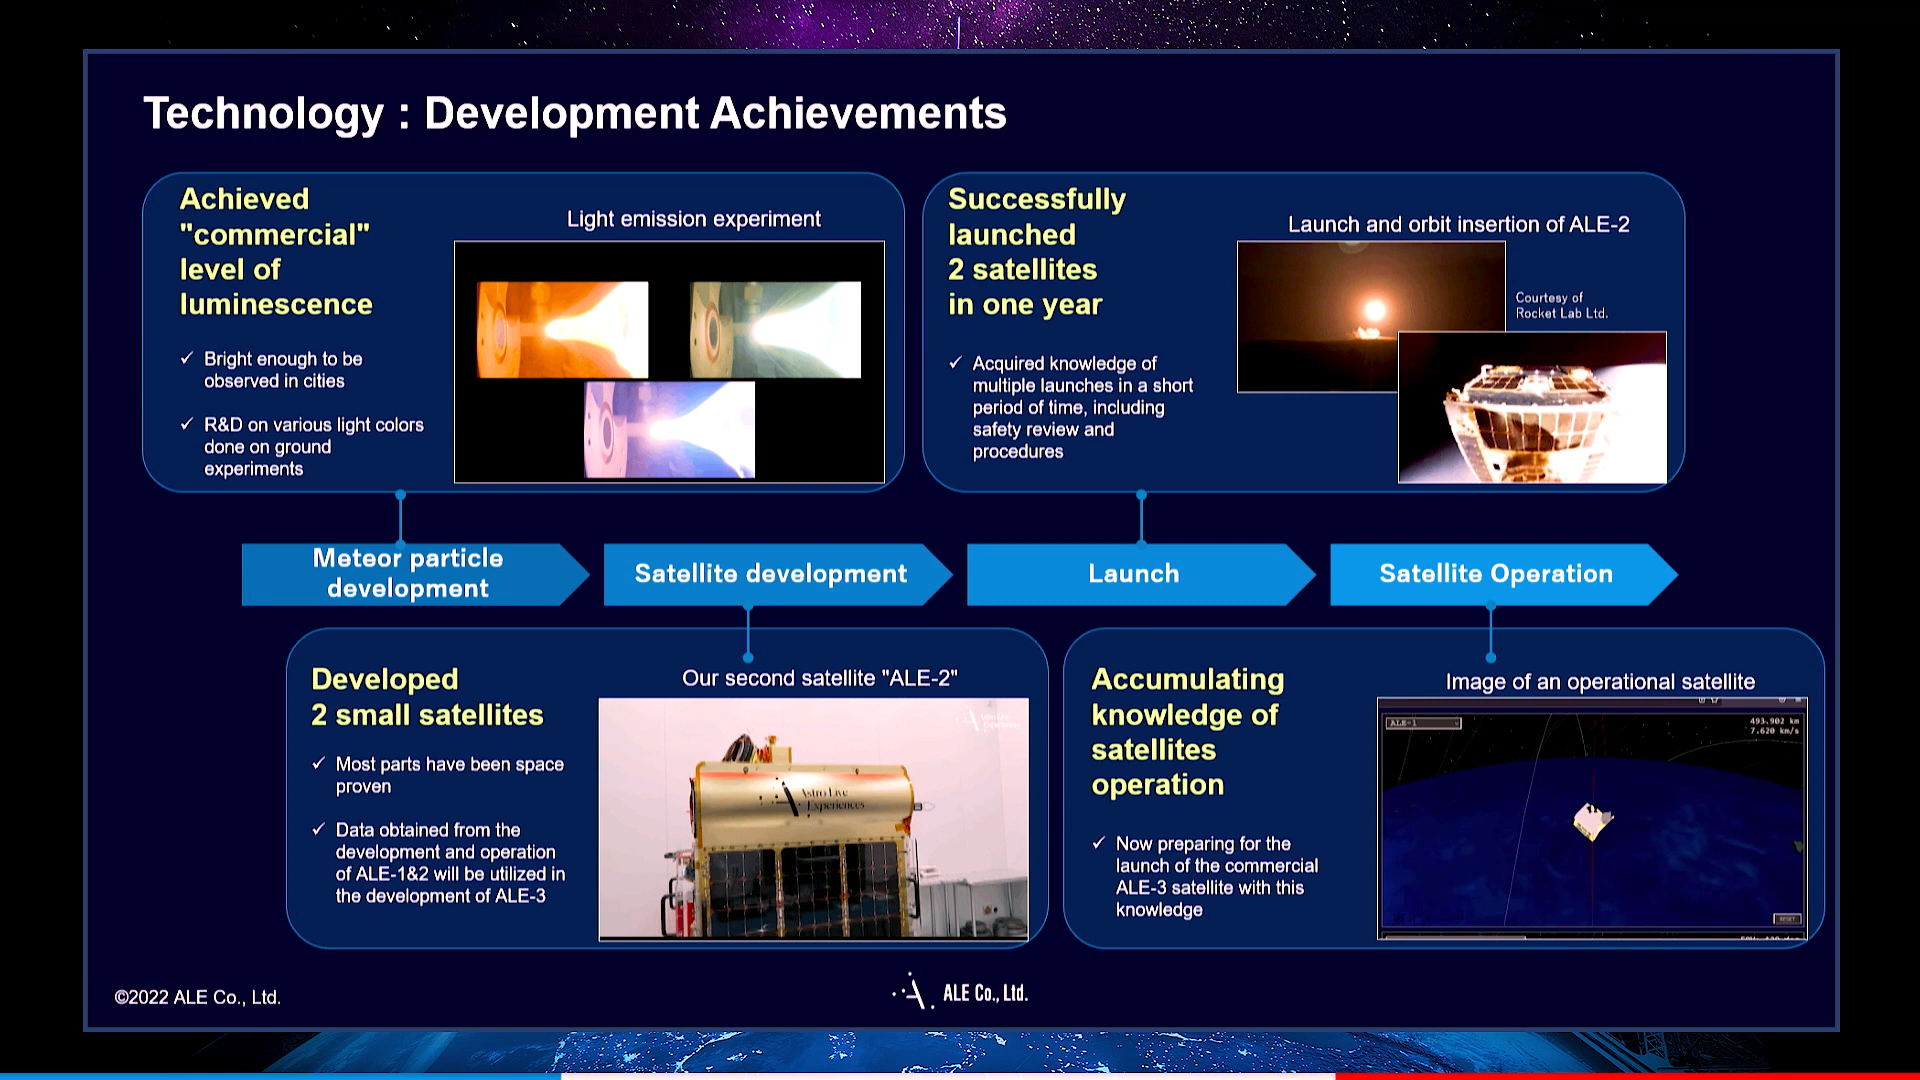 Technology : Development Achievements
Achieved
"commercial"
level of
luminescence
✓ Bright enough to be
observed in cities
✓ R&D on various light colors
done on ground
experiments
Light emission experiment
Successfully
launched
2 satellites
in one year
✓ Acquired knowledge of
multiple launches in a short
period of time, including
safety review and
procedures
Launch and orbit insertion of ALE-2
Courtesy of
Rocket Lab Ltd.
Meteor particle
development
Satellite development
Launch
Satellite Operation
Developed
2 small satellites
✓ Most parts have been space
proven
✓ Data obtained from the
development and operation
of ALE-1&2 will be utilized in
the development of ALE-3
Our second satellite "ALE-2"
Astro Live
Experiences
Accumulating
knowledge of
satellites
operation
✓ Now preparing for the
launch of the commercial
ALE-3 satellite with this
knowledge
Image of an operational satellite
ALE-1
493.902 km
7.620 km/s
RESET
©2022 ALE Co., Ltd.
ALE Co., Ltd.